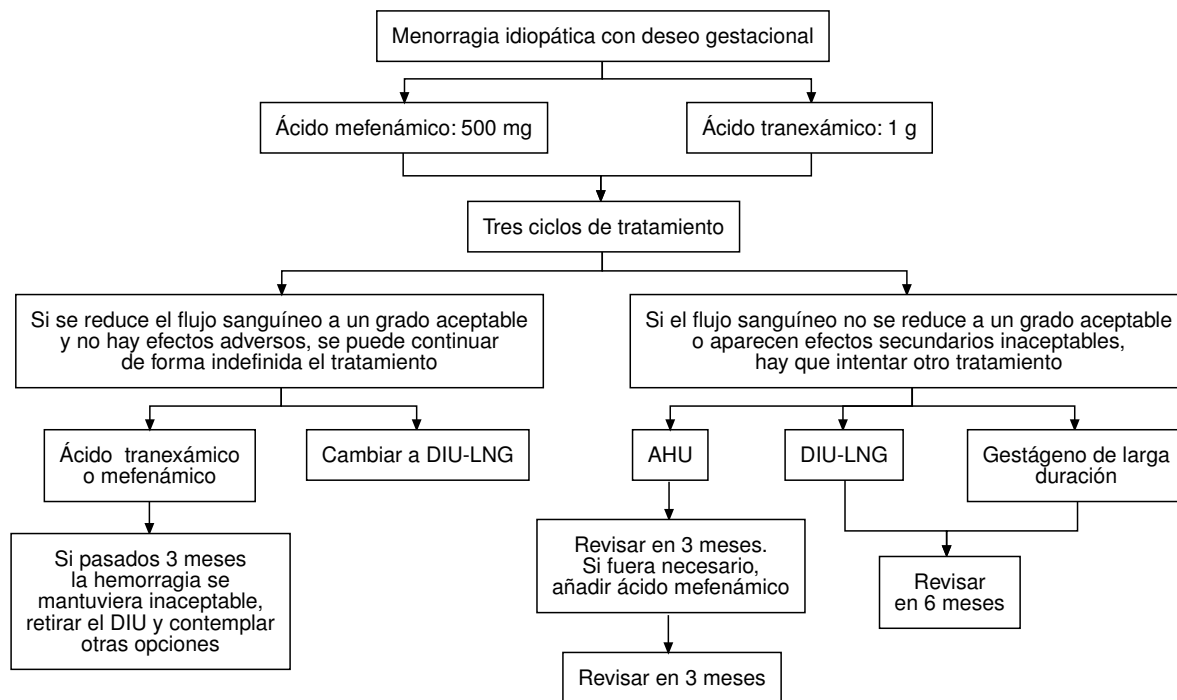 Menorragia idiopática con deseo gestacional
Ácido mefenámico: 500 mg
Ácido tranexámico: 1 g
Tres ciclos de tratamiento
Si se reduce el flujo sanguíneo a un grado aceptable
y no hay efectos adversos, se puede continuar
de forma indefinida el tratamiento
Si el flujo sanguíneo no se reduce a un grado aceptable
o aparecen efectos secundarios inaceptables,
hay que intentar otro tratamiento
Ácido tranexámico
o mefenámico
Cambiar a DIU-LNG
AHU
DIU-LNG
Gestágeno de larga
duración
Si pasados 3 meses
la hemorragia se
mantuviera inaceptable,
retirar el DIU y contemplar
otras opciones
Revisar en 3 meses.
Si fuera necesario,
añadir ácido mefenámico
Revisar
en 6 meses
Revisar en 3 meses